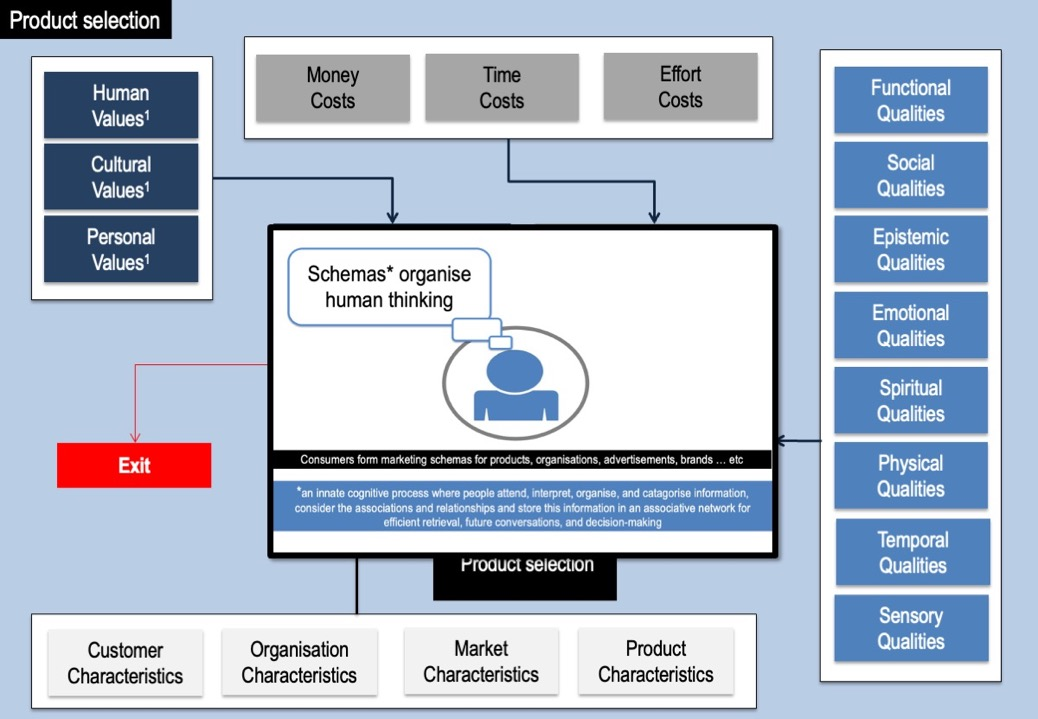 Product selection
Human
Values¹
Cultural
Values¹
Personal
Values¹
Money
Costs
Time
Costs
Effort
Costs
Functional
Qualities
Social
Qualities
Epistemic
Qualities
Emotional
Qualities
Spiritual
Qualities
Physical
Qualities
Temporal
Qualities
Sensory
Qualities
Schemas* organise
human thinking
Consumers form marketing schemas for products, organisations, advertisements, brands ... etc
*an innate cognitive process where people attend, interpret, organise, and catagorise information,
consider the associations and relationships and store this information in an associative network for
efficient retrieval, future conversations, and decision-making
Exit
Product selection
Customer
Characteristics
Organisation
Characteristics
Market
Characteristics
Product
Characteristics